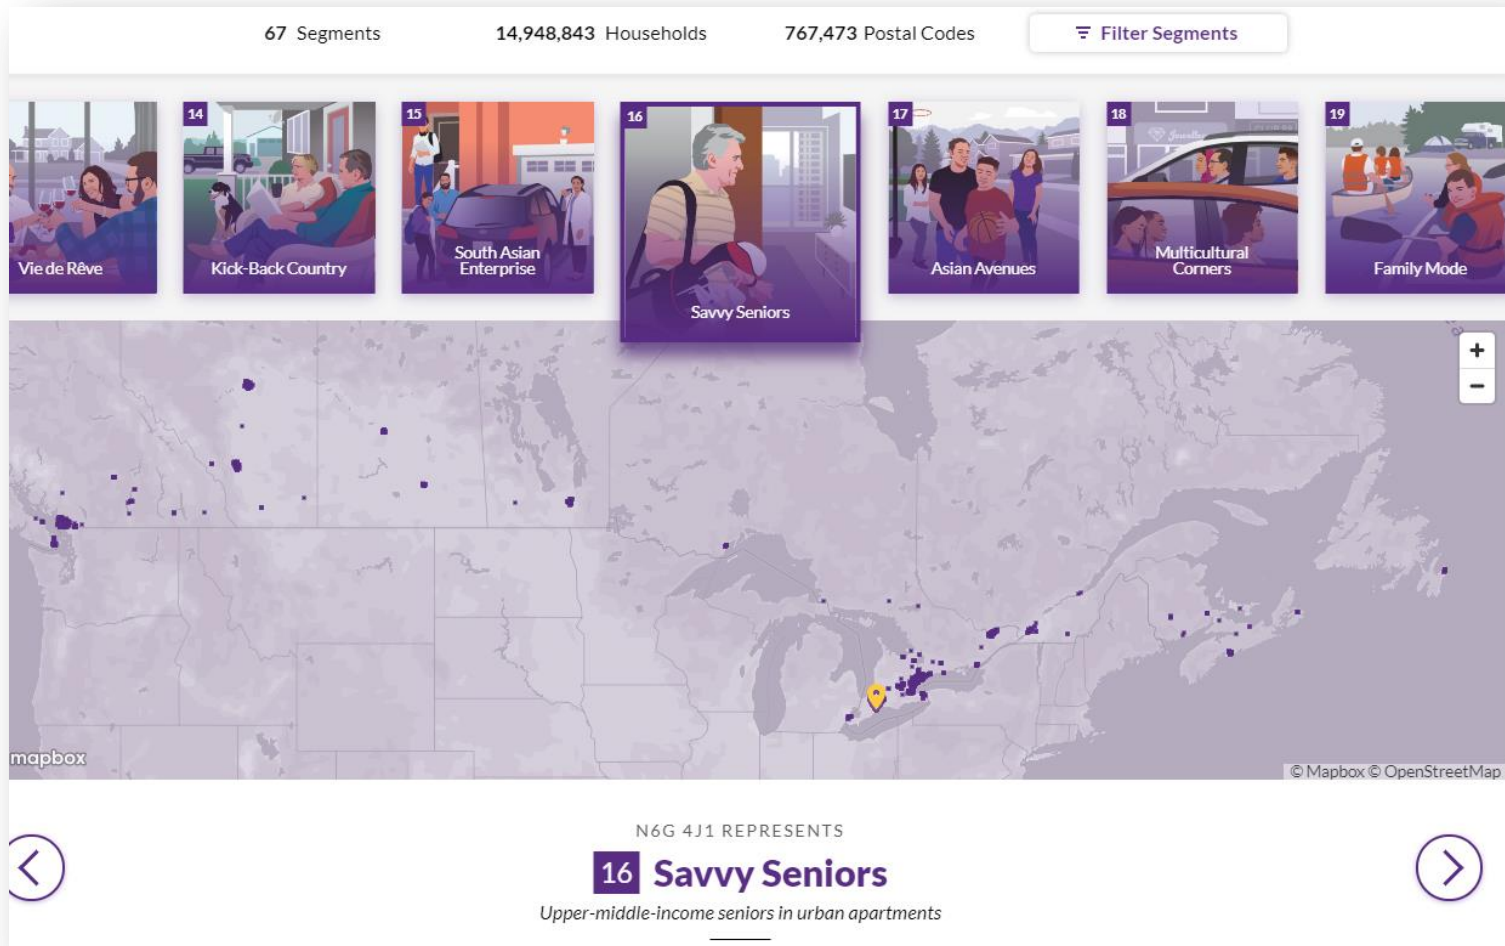 67 Segments
14,948,843 Households
767,473 Postal Codes
Filter Segments
Vie de Rêve
14
Kick-Back Country
15
South Asian
Enterprise
16
Savvy Seniors
17
Asian Avenues
18
Jewellers
Multicultural
Corners
19
Family Mode
+
−
mapbox
© Mapbox © OpenStreetMap
N6G 4J1 REPRESENTS
16 Savvy Seniors
Upper-middle-income seniors in urban apartments